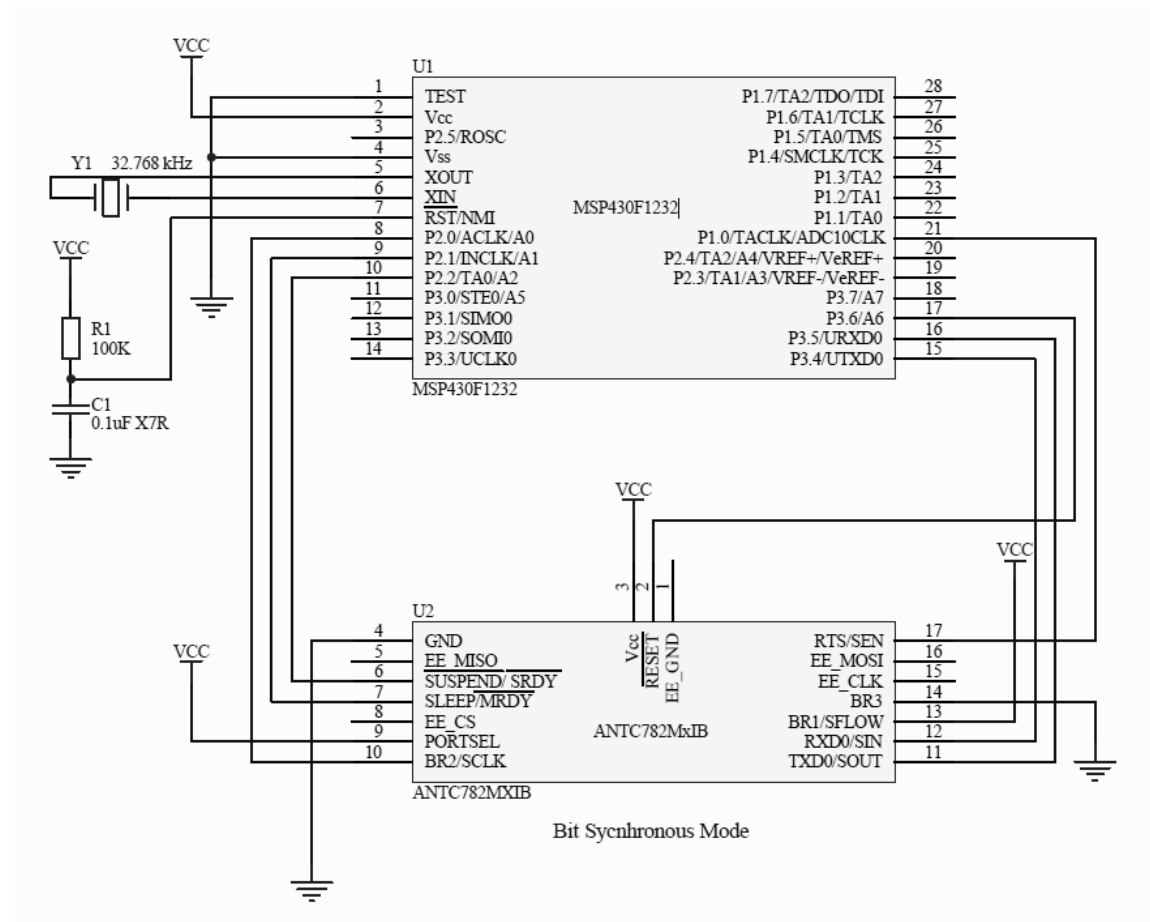 VCC
U1
1 TEST
2 Vcc
3 P2.5/ROSC
4 Vss
5 XOUT
6 XIN
7 RST/NMI
8 P2.0/ACLK/A0
9 P2.1/INCLK/A1
10 P2.2/TA0/A2
11 P3.0/STE0/A5
12 P3.1/SIMO0
13 P3.2/SOMI0
14 P3.3/UCLK0
MSP430F1232
P1.7/TA2/TDO/TDI 28
P1.6/TA1/TCLK 27
P1.5/TA0/TMS 26
P1.4/SMCLK/TCK 25
P1.3/TA2 24
P1.2/TA1 23
P1.1/TA0 22
P1.0/TACLK/ADC10CLK 21
P2.4/TA2/A4/VREF+/VeREF+ 20
P2.3/TA1/A3/VREF-/VeREF- 19
P3.7/A7 18
P3.6/A6 17
P3.5/URXD0 16
P3.4/UTXD0 15
MSP430F1232
Y1 32.768 kHz
VCC
R1
100K
C1
0.1uF X7R
VCC
VCC
U2
3 Vcc
2 RESET
1 EE_GND
VCC
4 GND
5 EE_MISO
6 SUSPEND/ SRDY
7 SLEEP/MRDY
8 EE_CS
9 PORTSEL
10 BR2/SCLK
ANTC782MxIB
RTS/SEN 17
EE_MOSI 16
EE_CLK 15
BR3 14
BR1/SFLOW 13
RXD0/SIN 12
TXD0/SOUT 11
ANTC782MXIB
Bit Sycnhronous Mode